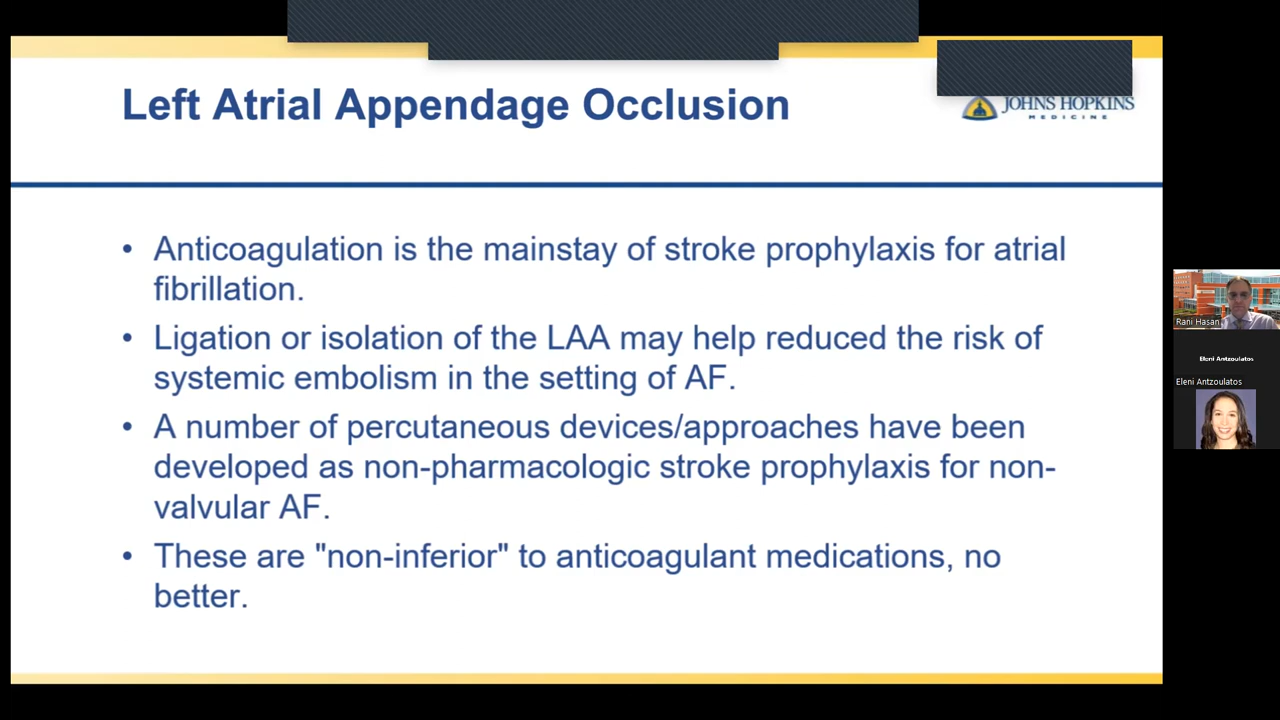 Left Atrial Appendage Occlusion
JOHNS HOPKINS
MEDICINE
• Anticoagulation is the mainstay of stroke prophylaxis for atrial
fibrillation.
• Ligation or isolation of the LAA may help reduced the risk of
systemic embolism in the setting of AF.
• A number of percutaneous devices/approaches have been
developed as non-pharmacologic stroke prophylaxis for non-
valvular AF.
• These are "non-inferior" to anticoagulant medications, no
better.
Rani Hasan
Eleni Antzoulatos
Eleni Antzoulatos